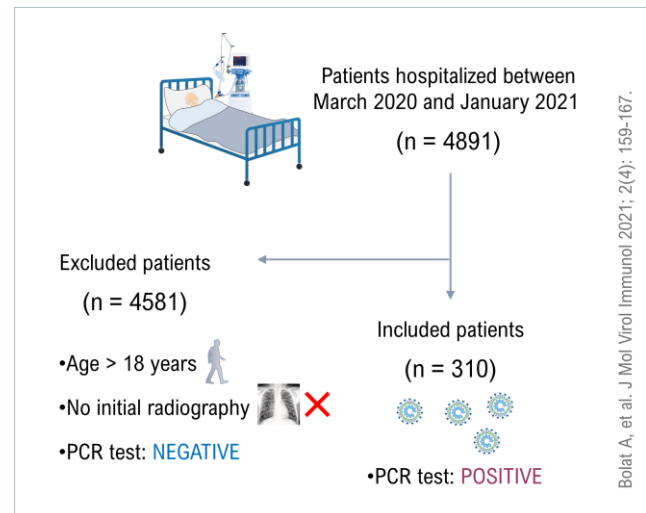 Patients hospitalized between
March 2020 and January 2021
(n = 4891)
Excluded patients
(n = 4581)
•Age > 18 years
•No initial radiography
•PCR test: NEGATIVE
Included patients
(n = 310)
•PCR test: POSITIVE
Bolat A, et al. J Mol Virol Immunol 2021; 2(4): 159-167.